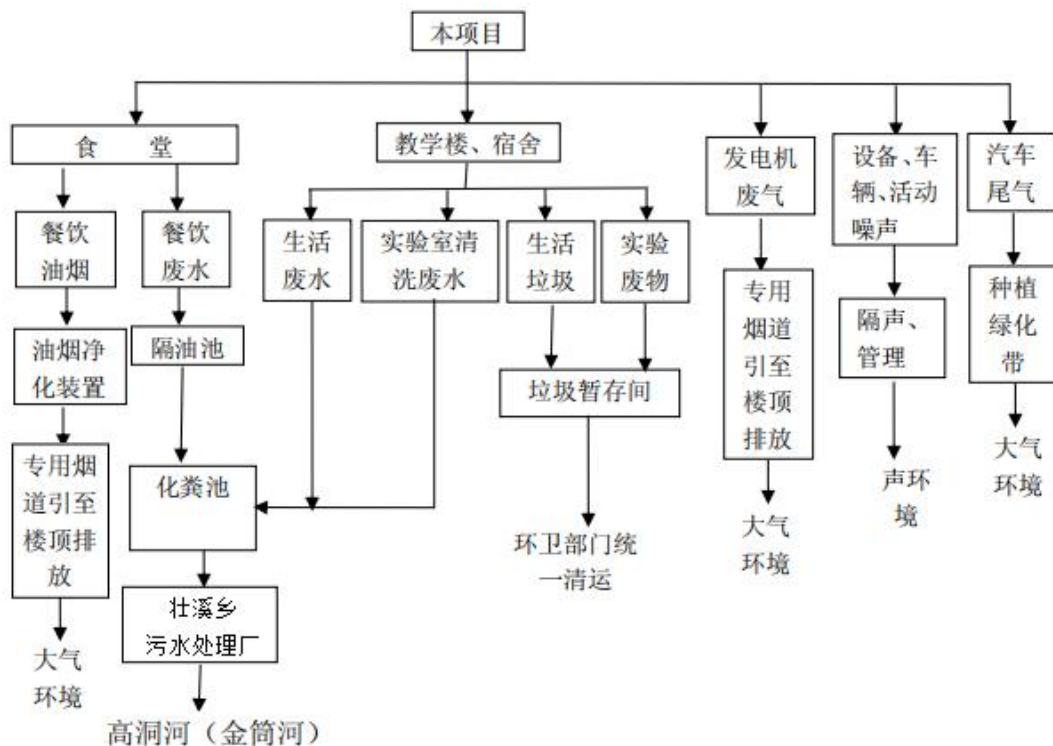 本项目
食 堂
教学楼、宿舍
发电机
废气
设备、车
辆、活动
噪声
汽车
尾气
餐饮
油烟
餐饮
废水
生活
废水
实验室清
洗废水
生活
垃圾
实验
废物
专用
烟道
引至
楼顶
排放
隔声、
管理
种植
绿化
带
油烟净
化装置
隔油池
垃圾暂存间
专用烟
道引至
楼顶排
放
化粪池
环卫部门统
一清运
大气
环境
声环
境
大气
环境
壮溪乡
污水处理厂
大气
环境
高洞河（金筒河）